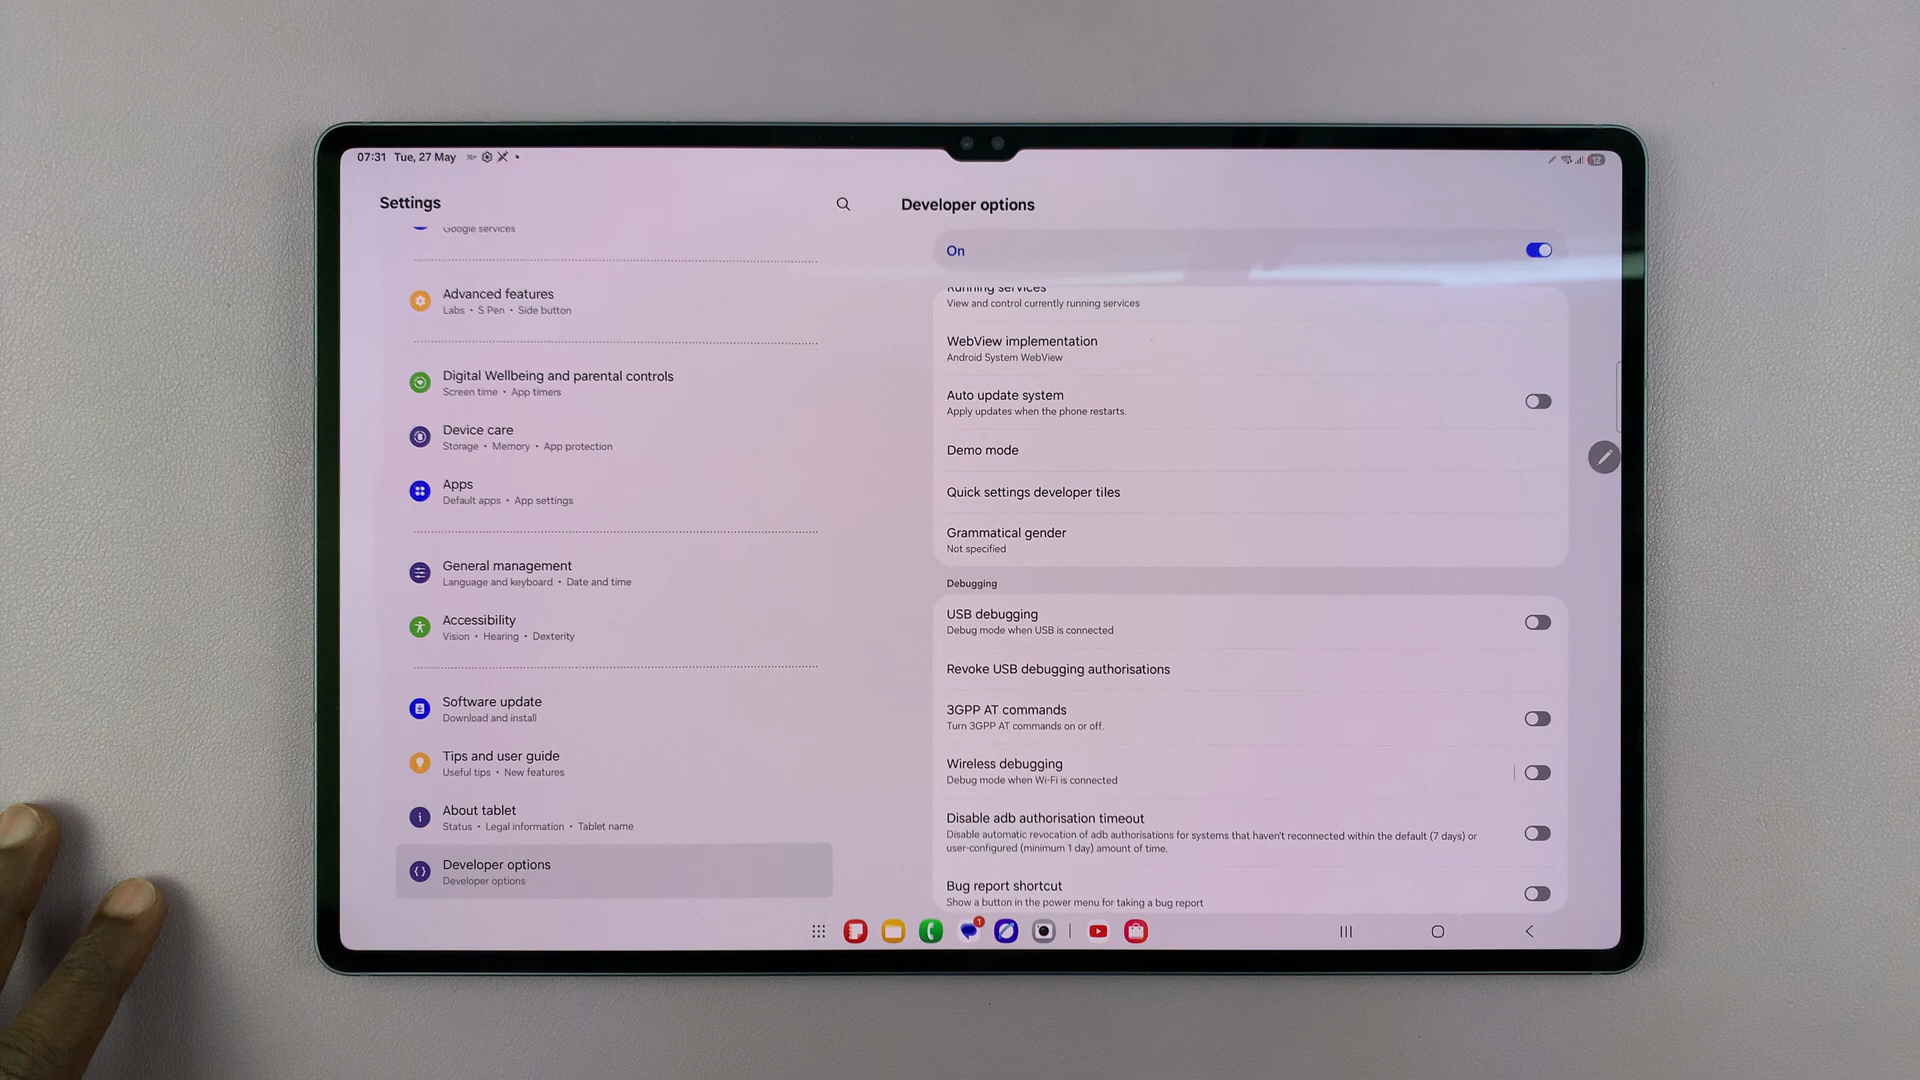 07:31 Tue, 27 May
12
Settings
Google services
Advanced features
Labs • S Pen • Side button
Digital Wellbeing and parental controls
Screen time • App timers
Device care
Storage • Memory • App protection
Apps
Default apps • App settings
General management
Language and keyboard • Date and time
Accessibility
Vision • Hearing • Dexterity
Software update
Download and install
Tips and user guide
Useful tips • New features
About tablet
Status • Legal information • Tablet name
Developer options
Developer options
Developer options
On
Running services
View and control currently running services
WebView implementation
Android System WebView
Auto update system
Apply updates when the phone restarts.
Demo mode
Quick settings developer tiles
Grammatical gender
Not specified
Debugging
USB debugging
Debug mode when USB is connected
Revoke USB debugging authorisations
3GPP AT commands
Turn 3GPP AT commands on or off.
Wireless debugging
Debug mode when Wi-Fi is connected
Disable adb authorisation timeout
Disable automatic revocation of adb authorisations for systems that haven't reconnected within the default (7 days) or
user-configured (minimum 1 day) amount of time.
Bug report shortcut
Show a button in the power menu for taking a bug report
1